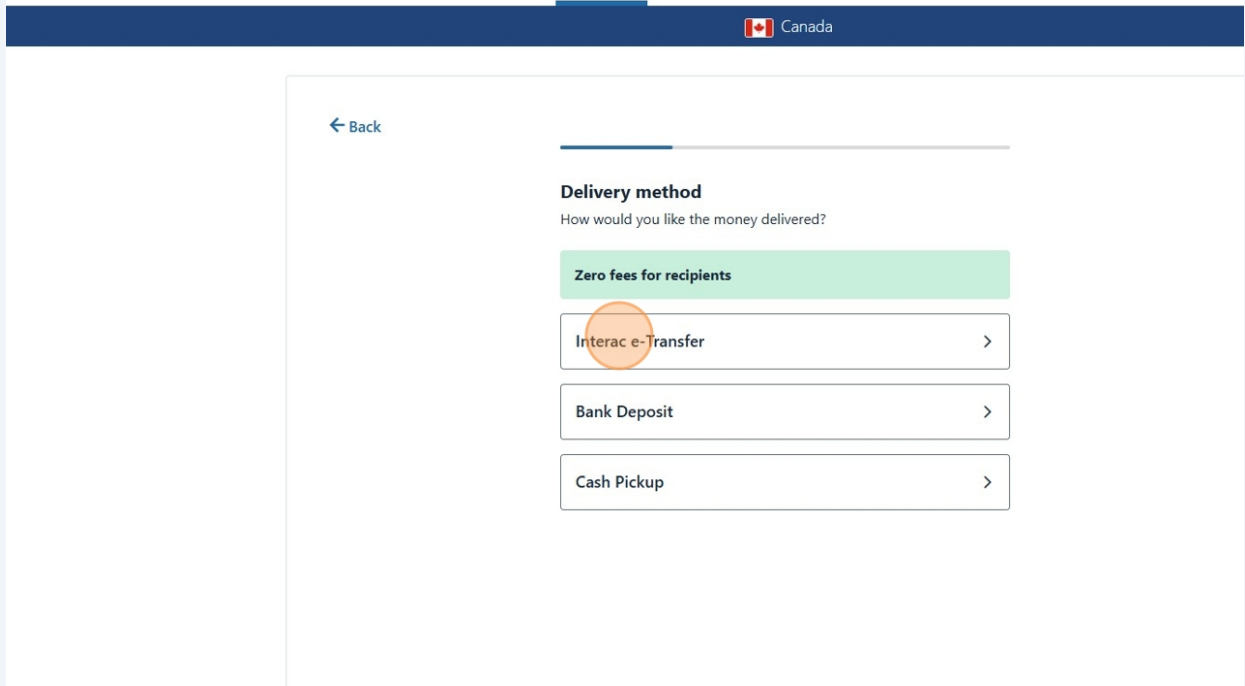 Canada
Back
Delivery method
How would you like the money delivered?
Zero fees for recipients
Interac e-Transfer
Bank Deposit
Cash Pickup